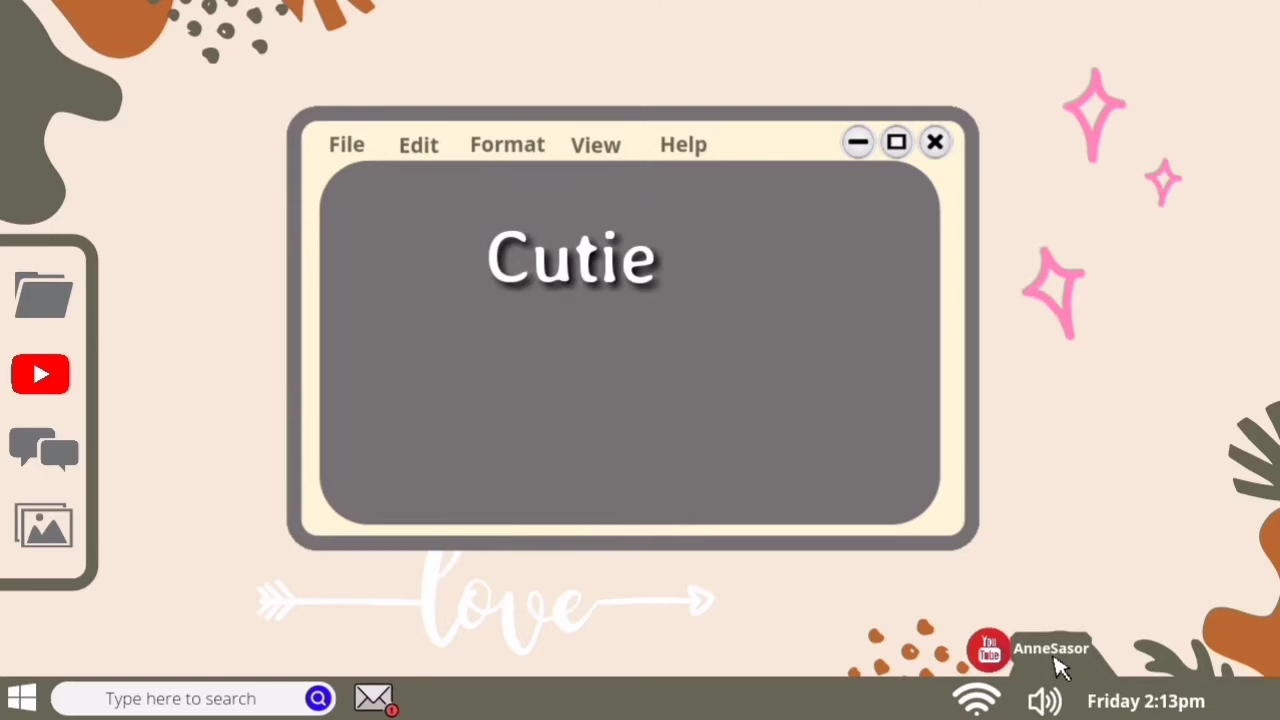 File Edit Format View Help
Cutie
love
You
Tube
AnneSasor
Type here to search
!
Friday 2:13pm